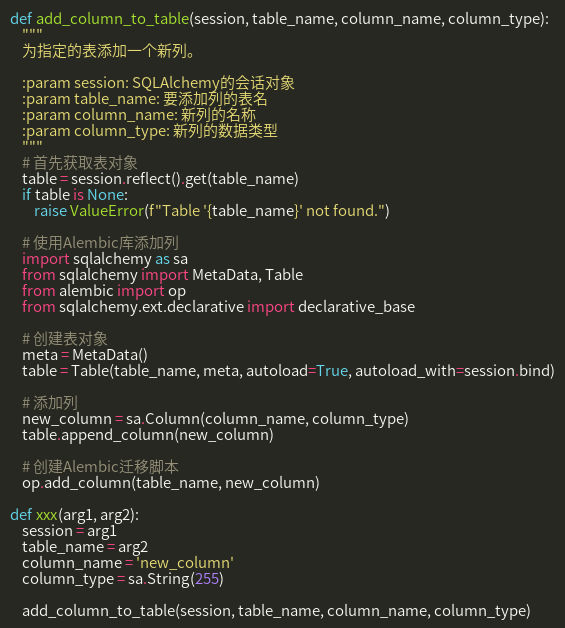 def add_column_to_table(session, table_name, column_name, column_type):
"""
为指定的表添加一个新列。
:param session: SQLAlchemy的会话对象
:param table_name: 要添加列的表名
:param column_name: 新列的名称
:param column_type: 新列的数据类型
"""
# 首先获取表对象
table = session.reflect().get(table_name)
if table is None:
raise ValueError(f"Table '{table_name}' not found.")
# 使用Alembic库添加列
import sqlalchemy as sa
from sqlalchemy import MetaData, Table
from alembic import op
from sqlalchemy.ext.declarative import declarative_base
# 创建表对象
meta = MetaData()
table = Table(table_name, meta, autoload=True, autoload_with=session.bind)
# 添加列
new_column = sa.Column(column_name, column_type)
table.append_column(new_column)
# 创建Alembic迁移脚本
op.add_column(table_name, new_column)
def xxx(arg1, arg2):
session = arg1
table_name = arg2
column_name = 'new_column'
column_type = sa.String(255)
add_column_to_table(session, table_name, column_name, column_type)